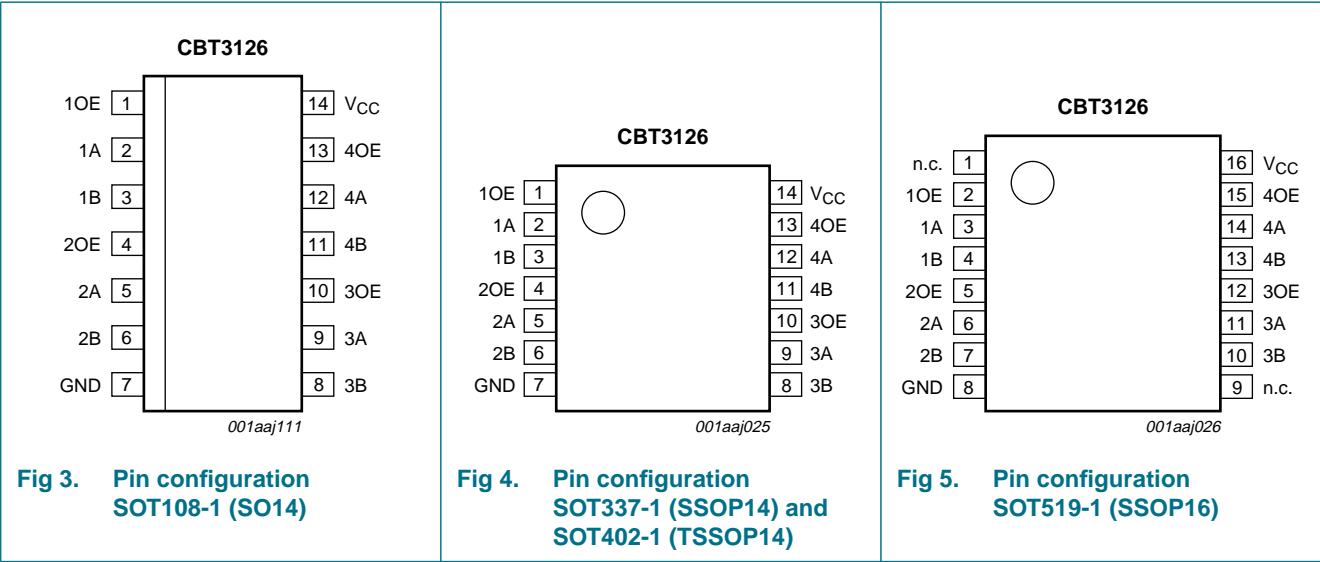 CBT3126
1OE 1
1A 2
1B 3
2OE 4
2A 5
2B 6
GND 7
14 VCC
13 4OE
12 4A
11 4B
10 3OE
9 3A
8 3B
001aaj111
Fig 3. Pin configuration
SOT108-1 (SO14)
CBT3126
1OE 1
1A 2
1B 3
2OE 4
2A 5
2B 6
GND 7
14 VCC
13 4OE
12 4A
11 4B
10 3OE
9 3A
8 3B
001aaj025
Fig 4. Pin configuration
SOT337-1 (SSOP14) and
SOT402-1 (TSSOP14)
CBT3126
n.c. 1
1OE 2
1A 3
1B 4
2OE 5
2A 6
2B 7
GND 8
16 VCC
15 4OE
14 4A
13 4B
12 3OE
11 3A
10 3B
9 n.c.
001aaj026
Fig 5. Pin configuration
SOT519-1 (SSOP16)